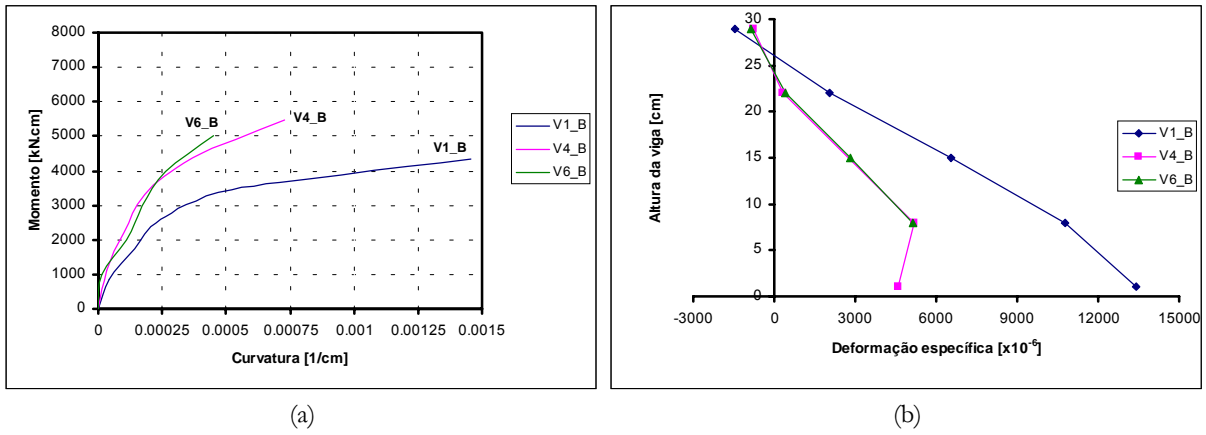 8000
7000
6000
5000
4000
3000
2000
1000
0
Momento [kN.cm]
V6_B
V4_B
V1_B
0 0.00025 0.0005 0.00075 0.001 0.00125 0.0015
Curvatura [1/cm]
V1_B
V4_B
V6_B
(a)
30
25
20
15
10
5
0
Altura da viga [cm]
-3000 0 3000 6000 9000 12000 15000
Deformação específica [x10⁻⁶]
V1_B
V4_B
V6_B
(b)